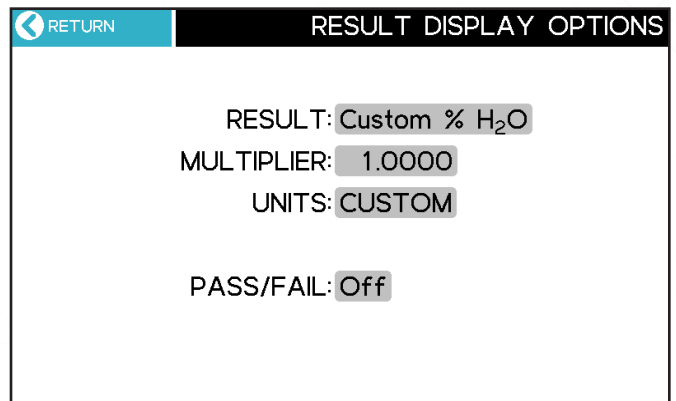 RETURN
RESULT DISPLAY OPTIONS
RESULT: Custom % H₂O
MULTIPLIER: 1.0000
UNITS: CUSTOM
PASS/FAIL: Off